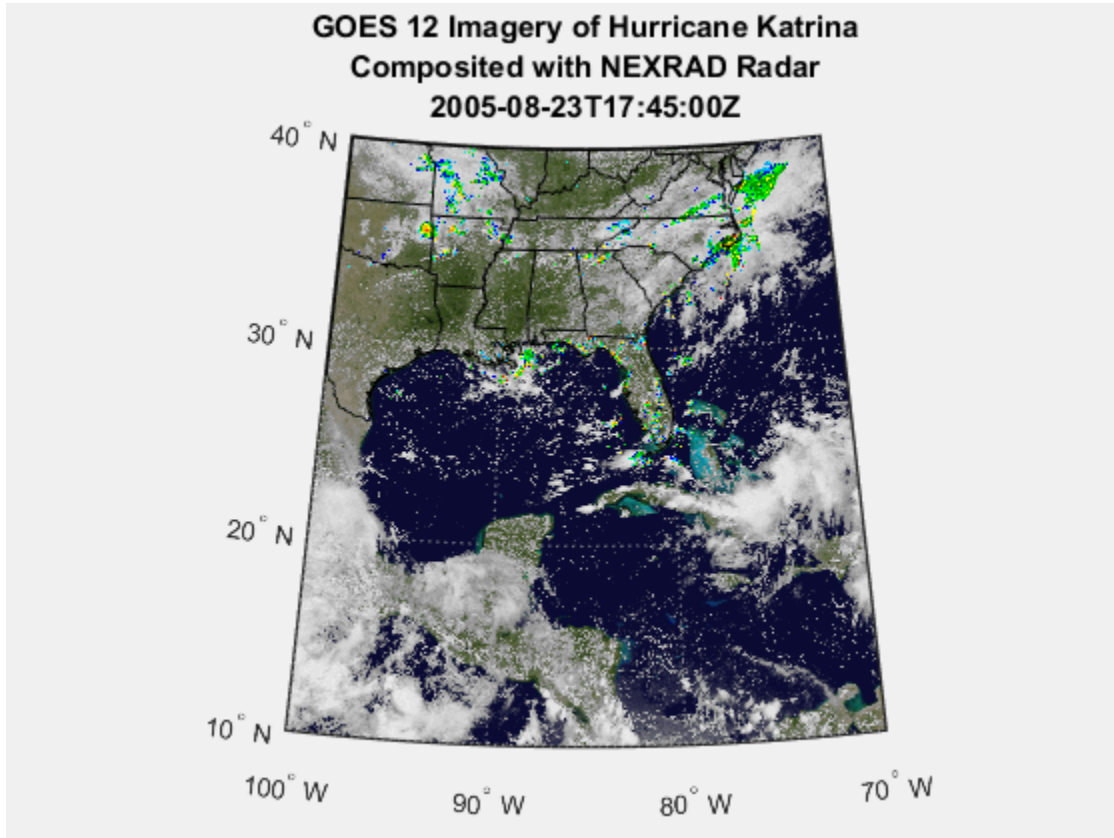 GOES 12 Imagery of Hurricane Katrina
Composited with NEXRAD Radar
2005-08-23T17:45:00Z
40° N
30° N
20° N
10° N
100° W
90° W
80° W
70° W